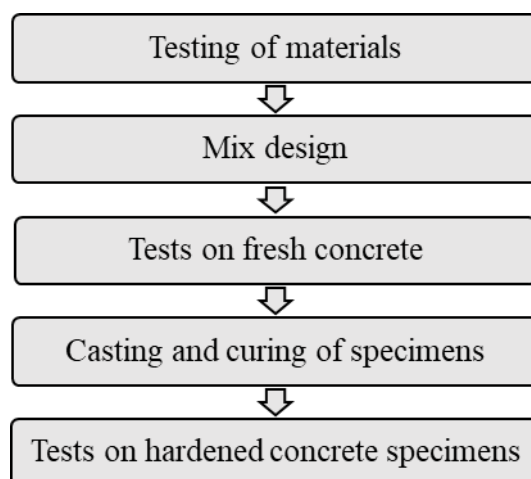 Testing of materials
Mix design
Tests on fresh concrete
Casting and curing of specimens
Tests on hardened concrete specimens